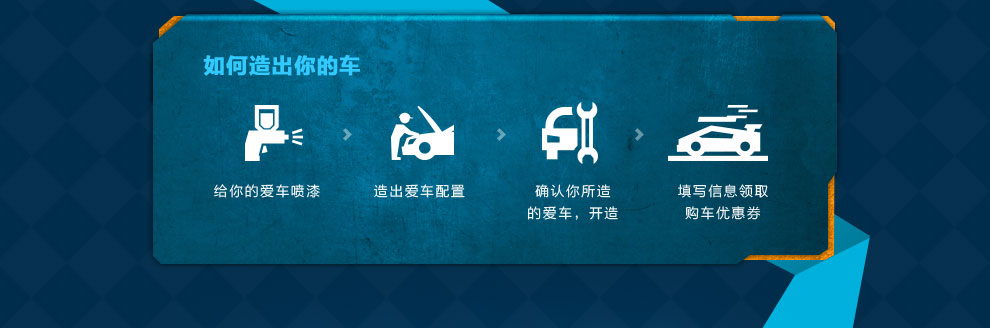 如何造出你的车
给你的爱车喷漆
造出爱车配置
确认你所造
的爱车，开造
填写信息领取
购车优惠券